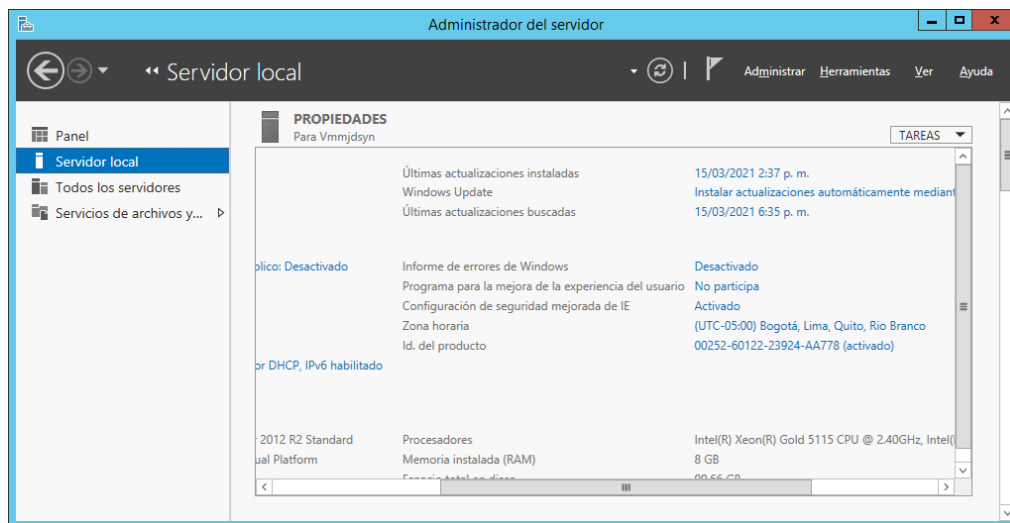 Administrador del servidor
Servidor local
Administrar Herramientas Ver Ayuda
Panel
Servidor local
Todos los servidores
Servicios de archivos y...
PROPIEDADES
Para Vmmjdsyn
TAREAS
Últimas actualizaciones instaladas 15/03/2021 2:37 p. m.
Windows Update Instalar actualizaciones automáticamente mediant
Últimas actualizaciones buscadas 15/03/2021 6:35 p. m.
blico: Desactivado Informe de errores de Windows Desactivado
Programa para la mejora de la experiencia del usuario No participa
Configuración de seguridad mejorada de IE Activado
Zona horaria (UTC-05:00) Bogotá, Lima, Quito, Rio Branco
Id. del producto 00252-60122-23924-AA778 (activado)
or DHCP, IPv6 habilitado
2012 R2 Standard Procesadores Intel(R) Xeon(R) Gold 5115 CPU @ 2.40GHz, Intel(
ual Platform Memoria instalada (RAM) 8 GB
Espacio total en disco